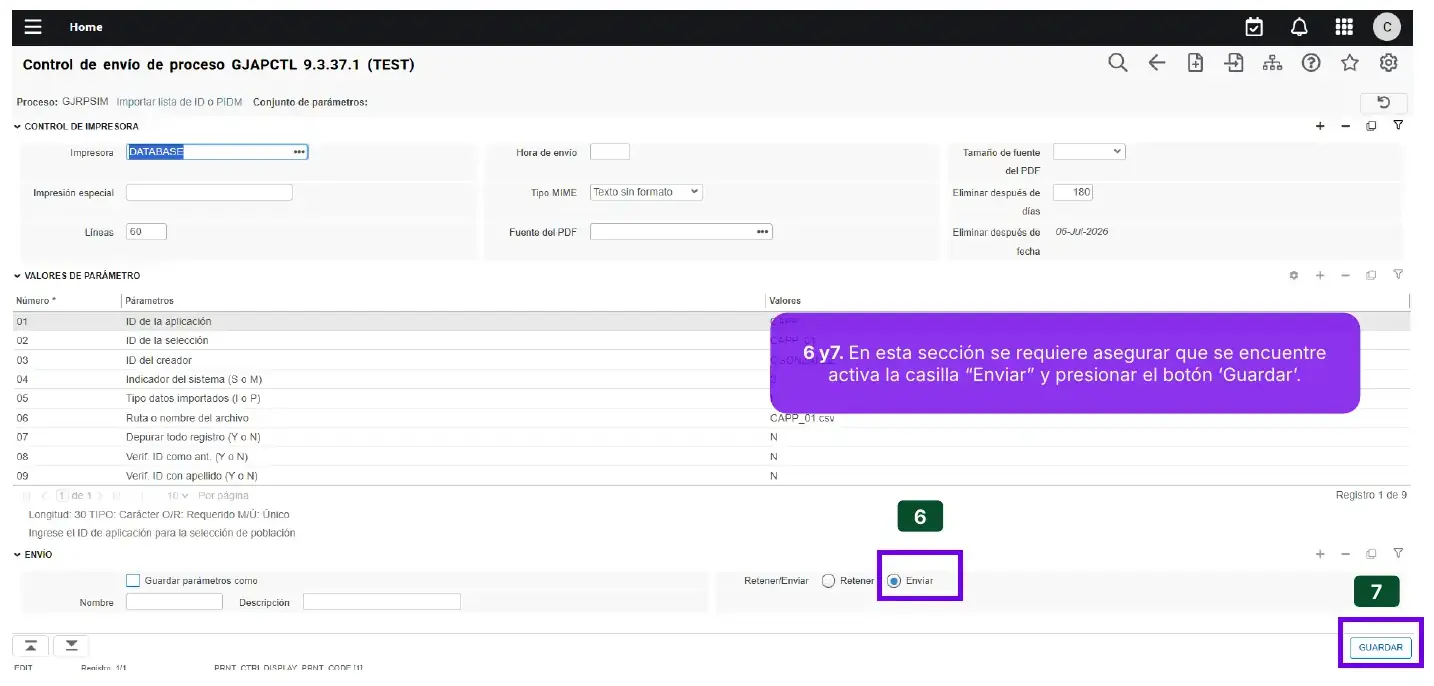 Home
C
Control de envío de proceso GJAPCTL 9.3.37.1 (TEST)
Proceso: GJRPSIM Importar lista de ID o PIDM Conjunto de parámetros:
CONTROL DE IMPRESORA
Impresora DATABASE Hora de envío Tamaño de fuente del PDF
Impresión especial Tipo MIME Texto sin formato Eliminar después de días 180
Líneas 60 Fuente del PDF Eliminar después de fecha 06-Jul-2026
VALORES DE PARÁMETRO
Número * Párametros Valores
01 ID de la aplicación CAPP
02 ID de la selección CAPP_01
03 ID del creador
04 Indicador del sistema (S o M)
05 Tipo datos importados (I o P)
06 Ruta o nombre del archivo CAPP_01.csv
07 Depurar todo registro (Y o N) N
08 Verif. ID como ant. (Y o N) N
09 Verif. ID con apellido (Y o N) N
6 y7. En esta sección se requiere asegurar que se encuentre
activa la casilla “Enviar” y presionar el botón ‘Guardar‘.
1 de 1 10 Por página Registro 1 de 9
Longitud: 30 TIPO: Carácter O/R: Requerido M/Ú: Único
Ingrese el ID de aplicación para la selección de población
6
ENVÍO
Guardar parámetros como Retener/Enviar Retener Enviar
7
Nombre Descripción
GUARDAR
EDIT Registro: 1/1 PRNT_CTRL_DISPLAY_PRNT_CODE [1]